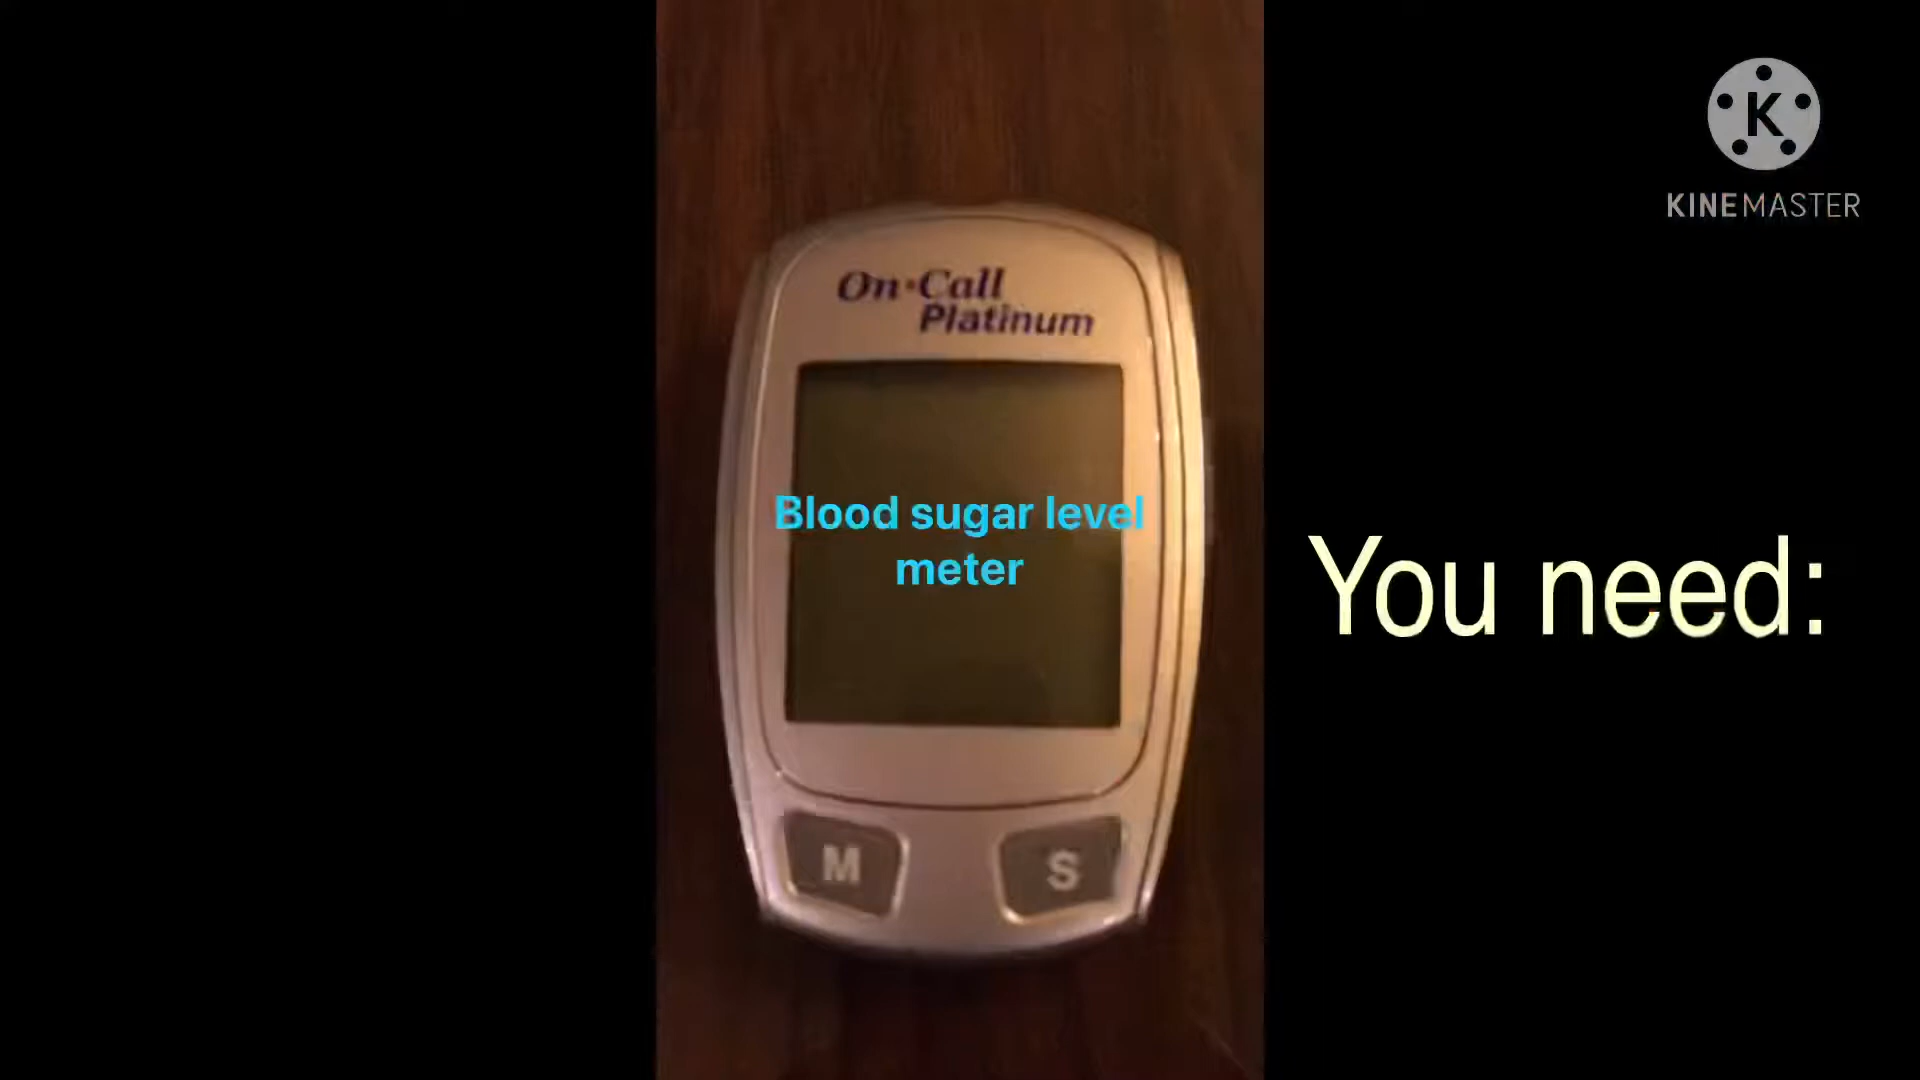 K
KINEMASTER
On·Call
Platinum
Blood sugar level
meter
You need:
M
S